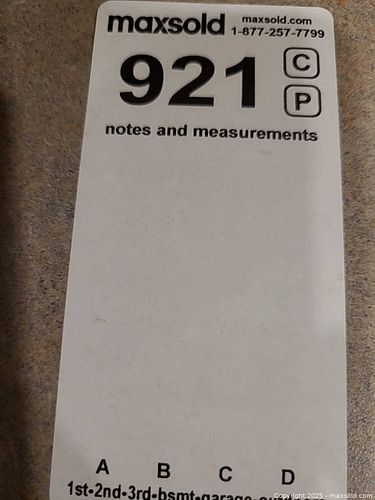 maxsold maxsold.com
1-877-257-7799
921 C
P
notes and measurements
A B C D
1st-2nd-3rd-bsmt-garage-
Copyright 2025 - maxsold.com